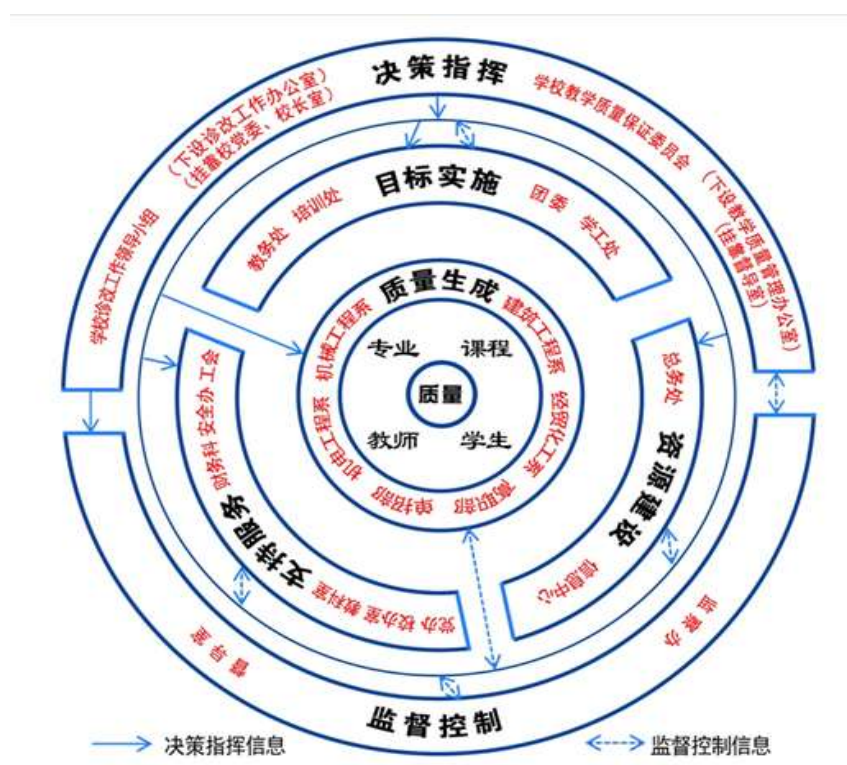 决策指挥
学校诊改工作领导小组
（下设诊改工作办公室）
（挂靠校党委、校长室）
学校教学质量保证委员会
（下设教学质量管理办公室）
（挂靠督导室）
目标实施
教务处 培训处
团委 学工处
质量生成
机械工程系
建筑工程系
机电工程系
经贸化工系
单招部
高职部
专业 课程
质量
教师 学生
支持服务
财务科 安全办 工会
党办 校办室 教科室
资源建设
总务处
信息中心
督导室
监察办
监督控制
决策指挥信息
监督控制信息